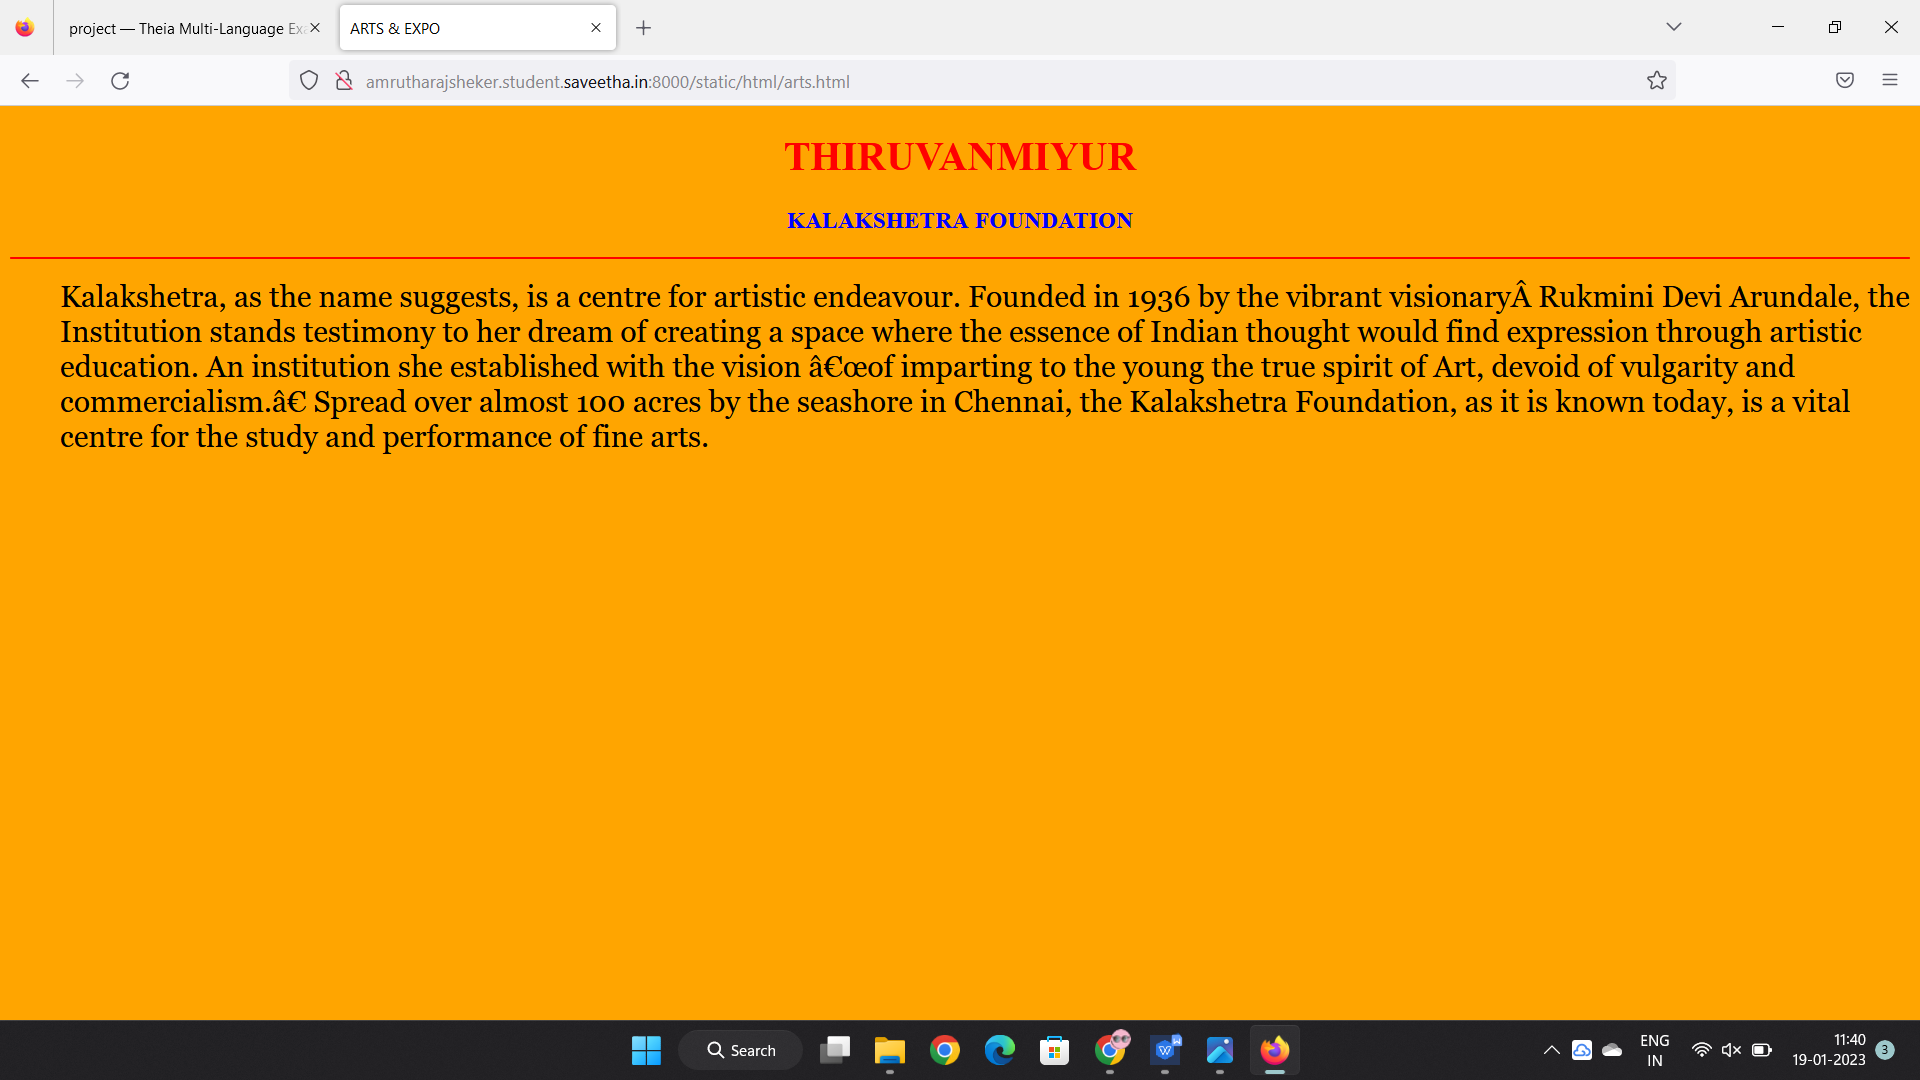 project — Theia Multi-Language Exa
ARTS & EXPO
amrutharajsheker.student.saveetha.in:8000/static/html/arts.html
THIRUVANMIYUR
KALAKSHETRA FOUNDATION
Kalakshetra, as the name suggests, is a centre for artistic endeavour. Founded in 1936 by the vibrant visionaryÂ Rukmini Devi Arundale, the
Institution stands testimony to her dream of creating a space where the essence of Indian thought would find expression through artistic
education. An institution she established with the vision â€œof imparting to the young the true spirit of Art, devoid of vulgarity and
commercialism.â€ Spread over almost 100 acres by the seashore in Chennai, the Kalakshetra Foundation, as it is known today, is a vital
centre for the study and performance of fine arts.
Search
ENG
IN
11:40
19-01-2023
3